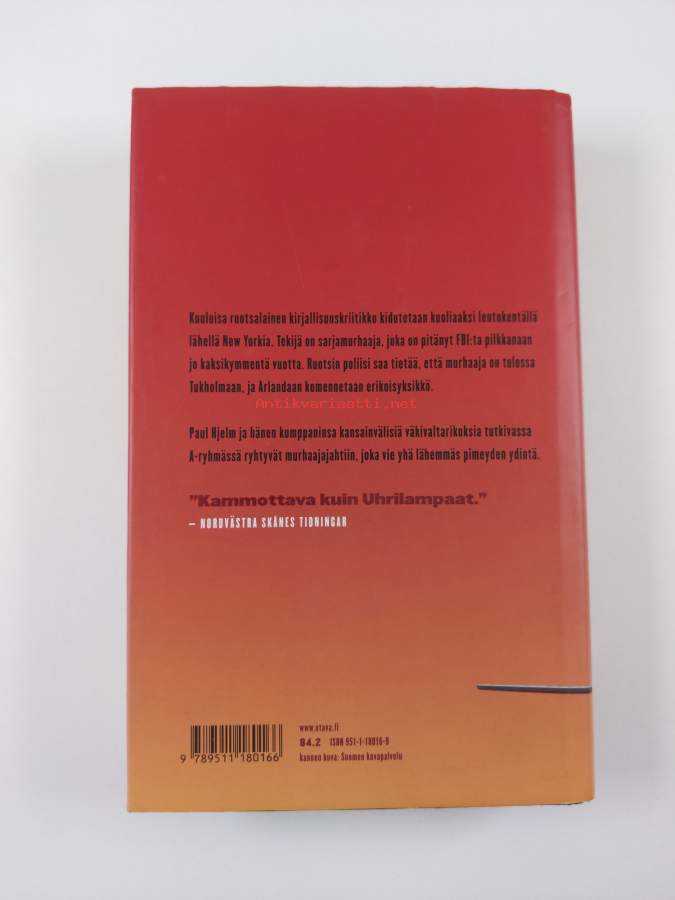 Kuuluisa ruotsalainen kirjallisuuskriitikko kidutetaan kuoliaaksi lentokentällä
lähellä New Yorkia. Tekijä on sarjamurhaaja, joka on pitänyt FBI:ta pilkkanaan
jo kaksikymmentä vuotta. Ruotsin poliisi saa tietää, että murhaaja on tulossa
Tukholmaan, ja Arlandaan komennetaan erikoisyksikkö.
Antikvariaatti.net
Paul Hjelm ja hänen kumppaninsa kansainvälisiä väkivaltarikoksia tutkivassa
A-ryhmässä ryhtyvät murhaajajahtiin, joka vie yhä lähemmäs pimeyden ydintä.
"Kammottava kuin Uhrilampaat."
– NORDVÄSTRA SKÅNES TIDNINGAR
www.otava.fi
84.2 ISBN 951-1-18016-9
kannen kuva: Suomen kuvapalvelu
9 789511 180166